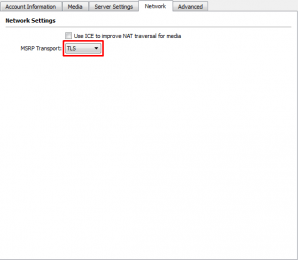 Account Information Media Server Settings Network Advanced
Network Settings
Use ICE to improve NAT traversal for media
MSRP Transport: TLS